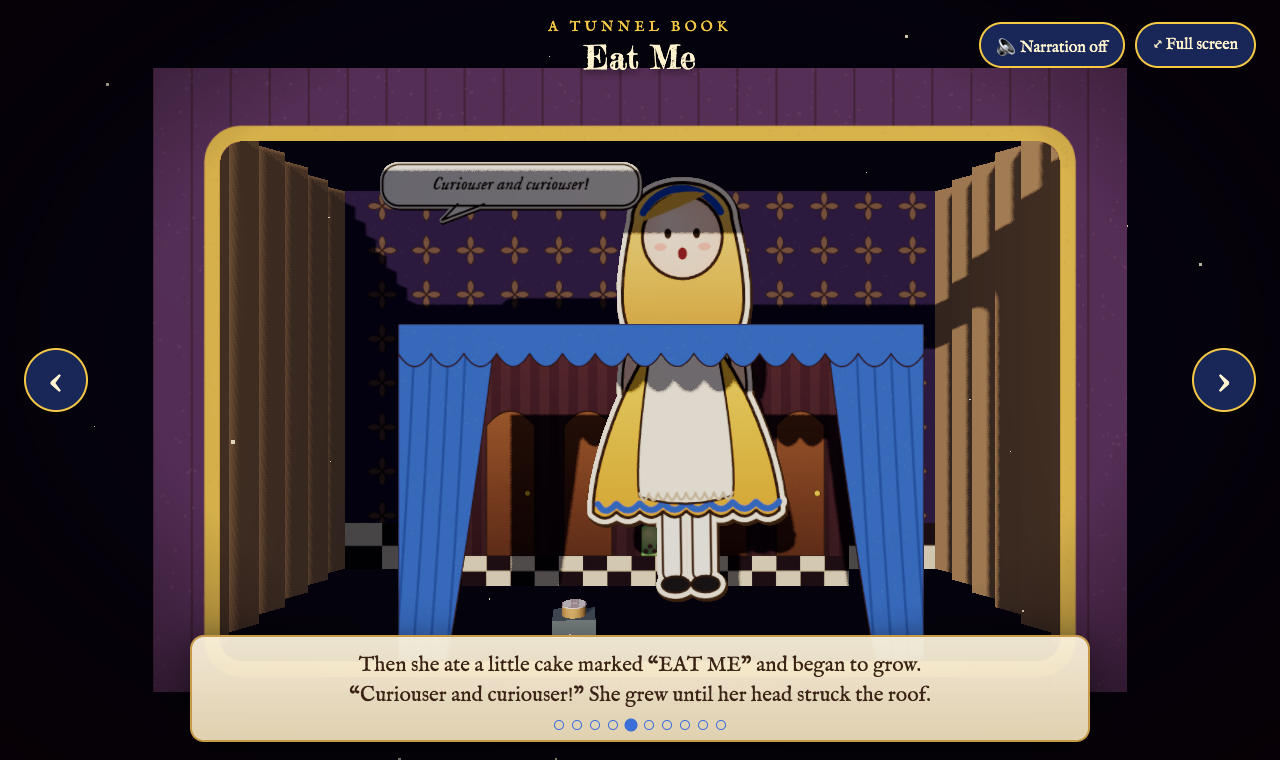 A TUNNEL BOOK
Eat Me
Narration off
Full screen
Curiouser and curiouser!
Then she ate a little cake marked “EAT ME” and began to grow.
“Curiouser and curiouser!” She grew until her head struck the roof.